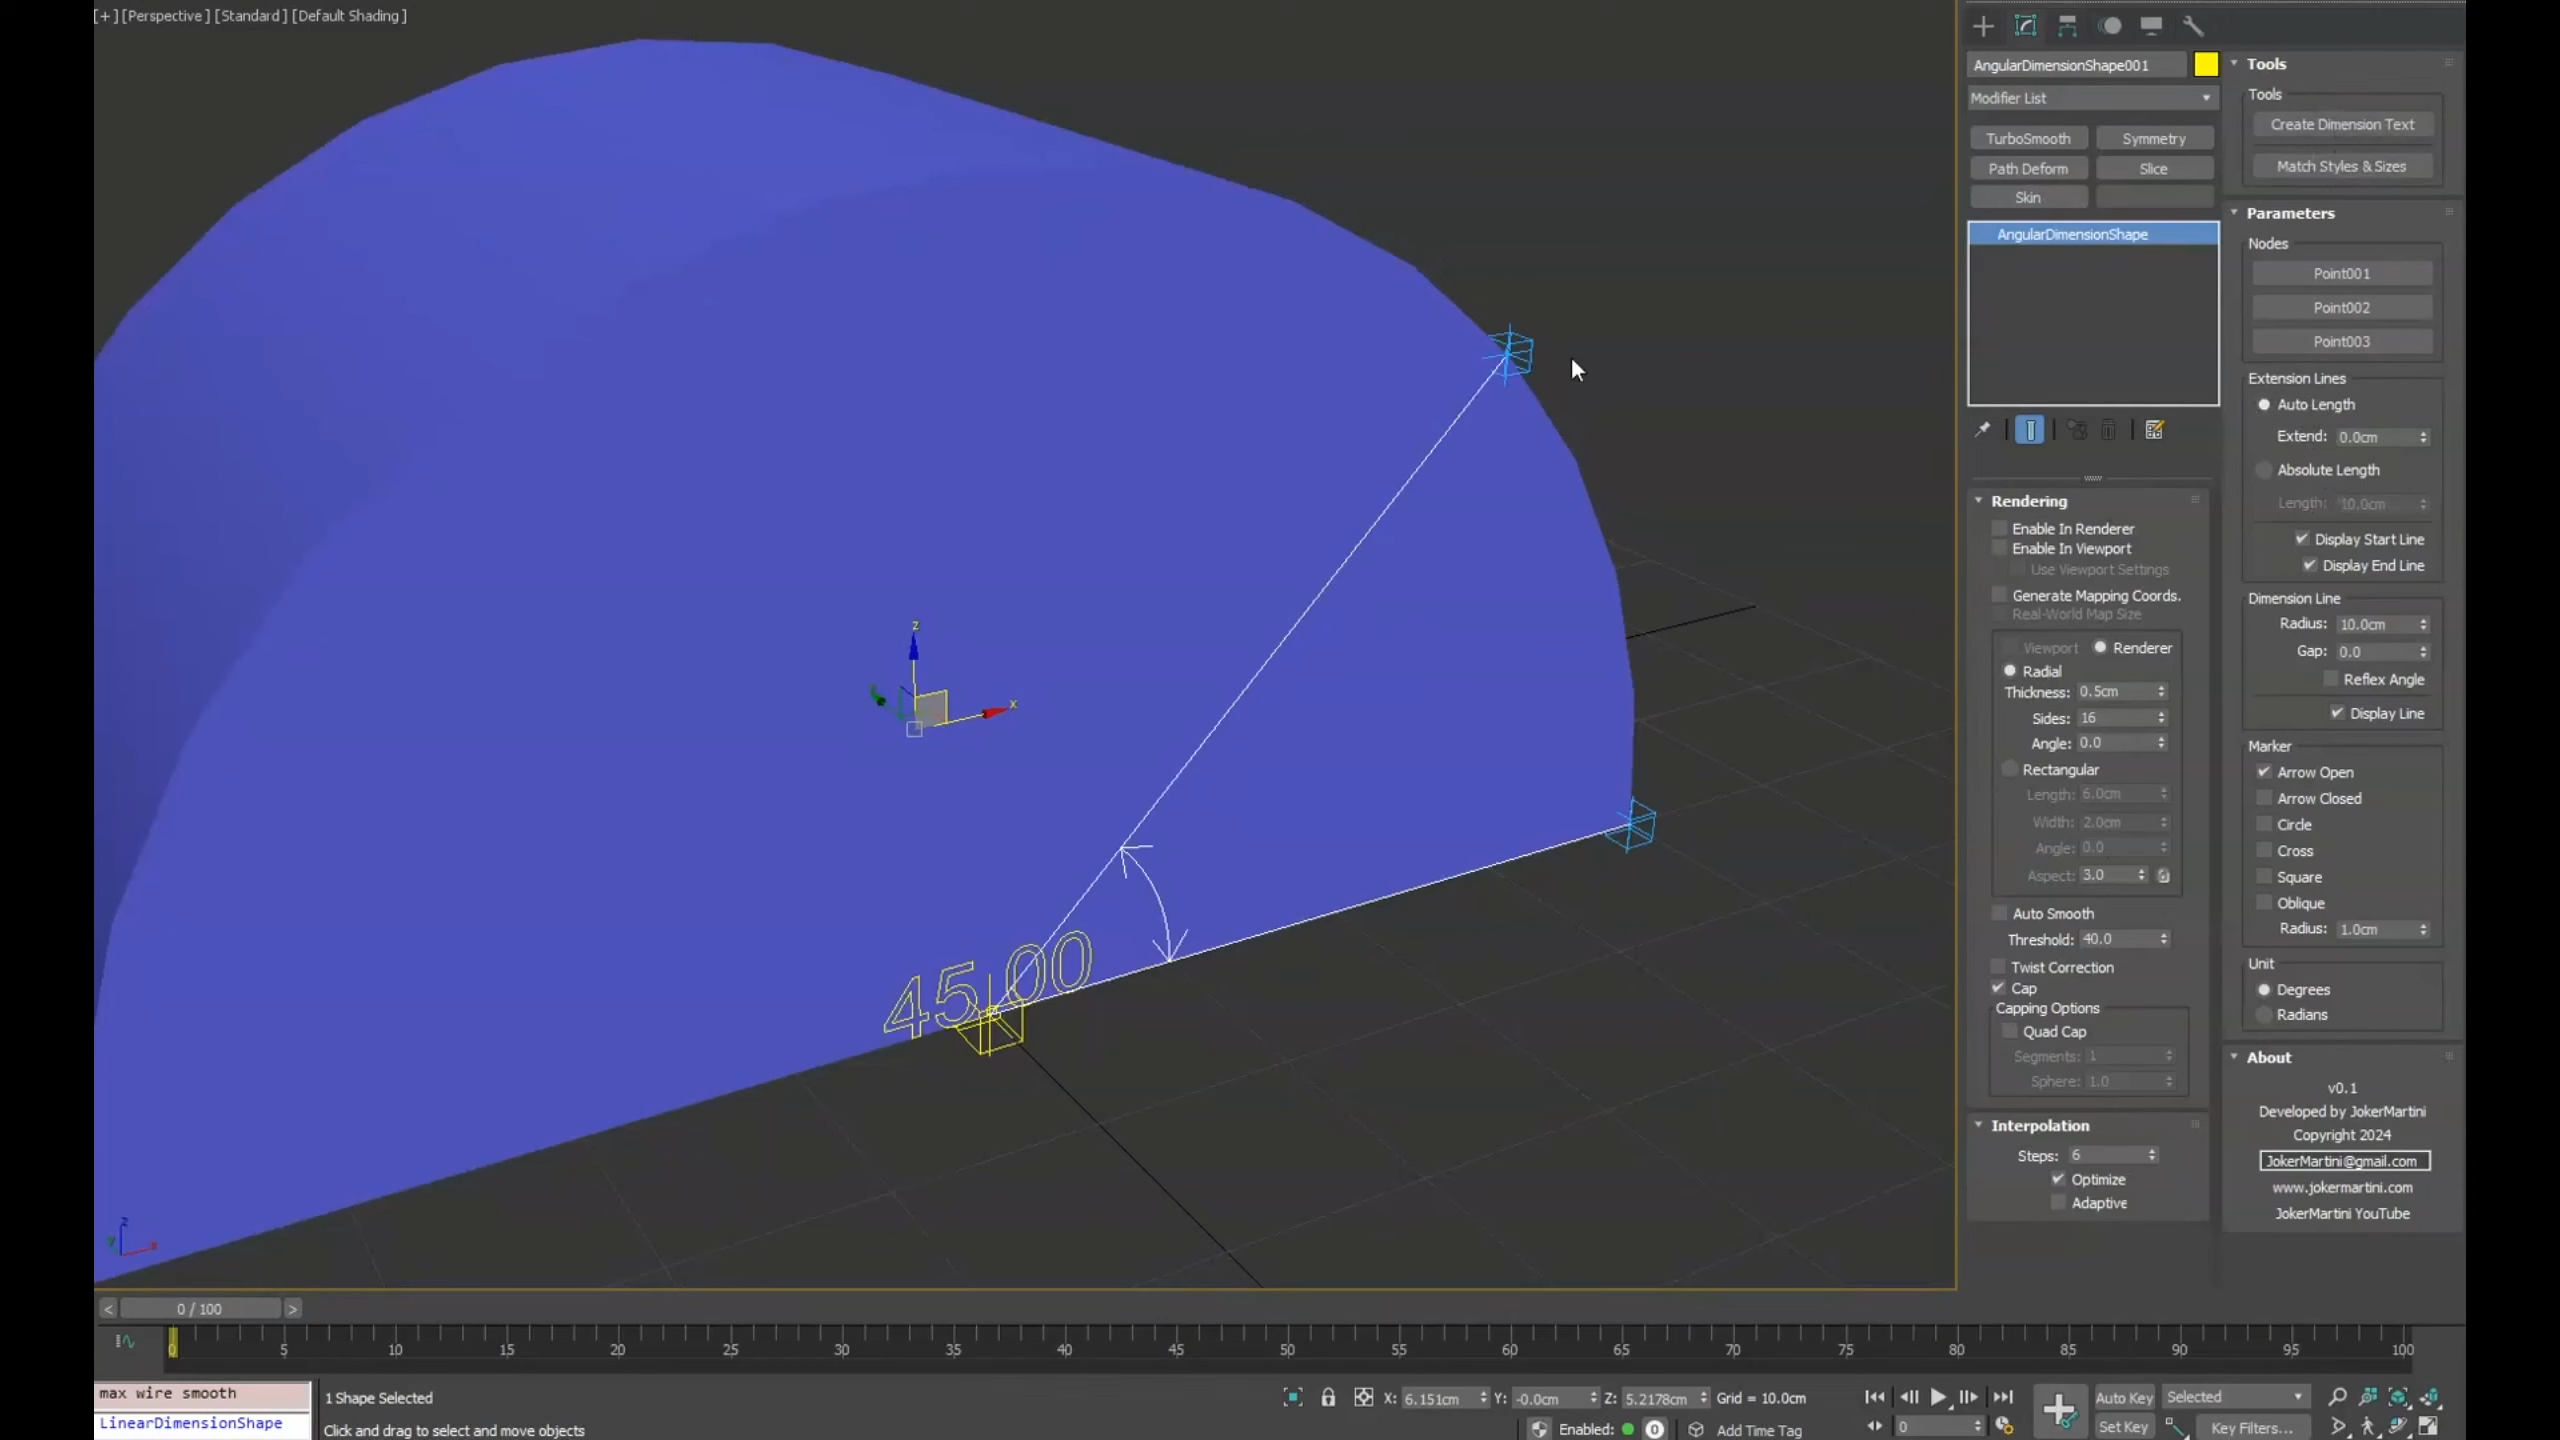 [+] [Perspective] [Standard] [Default Shading]
z
x
45.00
z
y
x
AngularDimensionShape001
Modifier List
TurboSmooth
Symmetry
Path Deform
Slice
Skin
AngularDimensionShape
Rendering
Enable In Renderer
Enable In Viewport
Use Viewport Settings
Generate Mapping Coords.
Real-World Map Size
Viewport
Renderer
Radial
Thickness: 0.5cm
Sides: 16
Angle: 0.0
Rectangular
Length: 6.0cm
Width: 2.0cm
Angle: 0.0
Aspect: 3.0
Auto Smooth
Threshold: 40.0
Twist Correction
Cap
Capping Options
Quad Cap
Segments: 1
Sphere: 1.0
Interpolation
Steps: 6
Optimize
Adaptive
Tools
Tools
Create Dimension Text
Match Styles & Sizes
Parameters
Nodes
Point001
Point002
Point003
Extension Lines
Auto Length
Extend: 0.0cm
Absolute Length
Length: 10.0cm
Display Start Line
Display End Line
Dimension Line
Radius: 10.0cm
Gap: 0.0
Reflex Angle
Display Line
Marker
Arrow Open
Arrow Closed
Circle
Cross
Square
Oblique
Radius: 1.0cm
Unit
Degrees
Radians
About
v0.1
Developed by JokerMartini
Copyright 2024
JokerMartini@gmail.com
www.jokermartini.com
JokerMartini YouTube
< 0 / 100 >
0 5 10 15 20 25 30 35 40 45 50 55 60 65 70 75 80 85 90 95 100
max wire smooth
LinearDimensionShape
1 Shape Selected
Click and drag to select and move objects
X: 6.151cm Y: -0.0cm Z: 5.2178cm Grid = 10.0cm
Enabled: 0 Add Time Tag
0
Auto Key Selected
Set Key Key Filters...